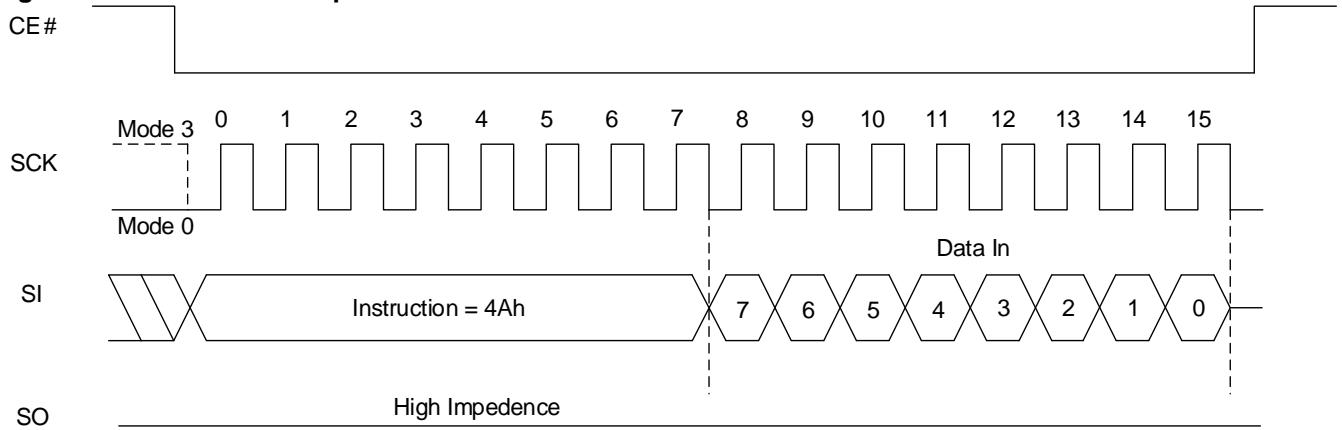 CE#
Mode 3 0 1 2 3 4 5 6 7 8 9 10 11 12 13 14 15
SCK
Mode 0
Data In
SI
Instruction = 4Ah 7 6 5 4 3 2 1 0
High Impedence
SO